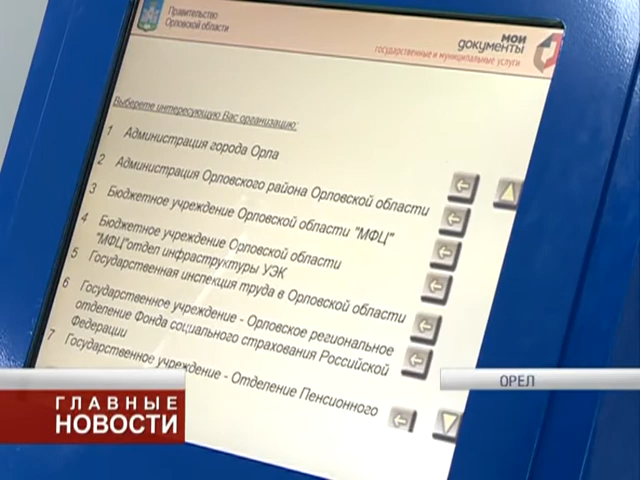 Правительство
Орловской области
мои
документы
государственные и муниципальные услуги
Выберете интересующую Вас организацию:
1 Администрация города Орла
2 Администрация Орловского района Орловской области
3 Бюджетное учреждение Орловской области "МФЦ"
4 Бюджетное учреждение Орловской области
"МФЦ"отдел инфраструктуры УЭК
5 Государственная инспекция труда в Орловской области
6 Государственное учреждение - Орловское региональное
отделение Фонда социального страхования Российской
Федерации
7 Государственное учреждение - Отделение Пенсионного
ГЛАВНЫЕ
НОВОСТИ
ОРЕЛ